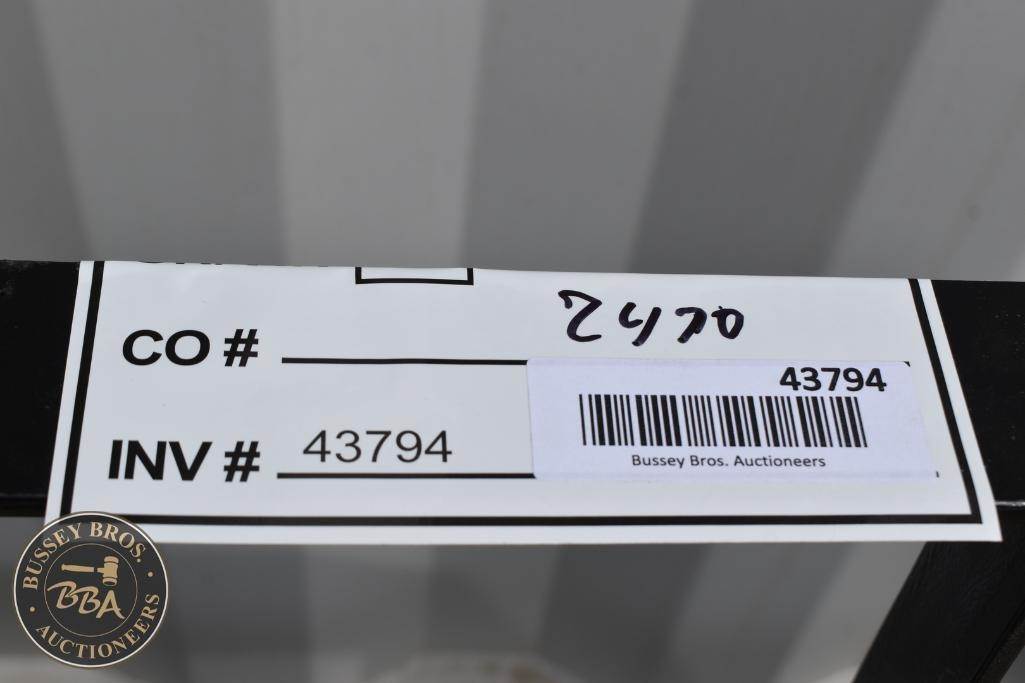 CO # 2470
43794
INV # 43794
Bussey Bros. Auctioneers
BUSSEY BROS.
BBA
AUCTIONEERS